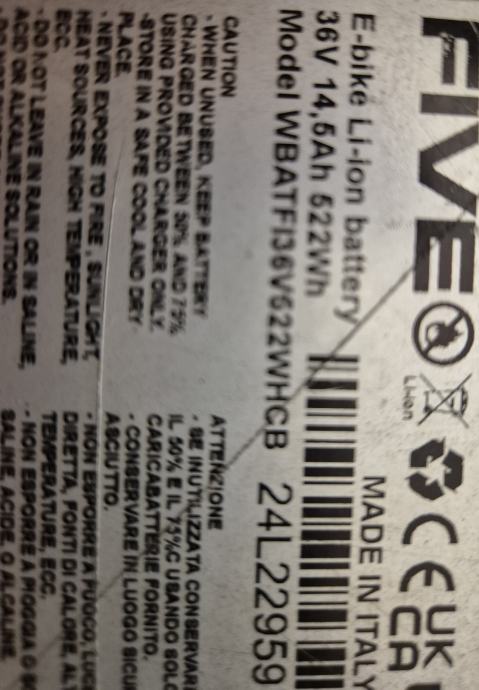 FIVE
Li-ion
UK
CA
E-bike Li-ion battery
MADE IN ITALY
36V 14,5Ah 522Wh
Model WBATFI36V522WHCB 24L22959
CAUTION
- WHEN UNUSED, KEEP BATTERY
CHARGED BETWEEN 50% AND 75%
USING PROVIDED CHARGER ONLY.
-STORE IN A SAFE COOL AND DRY
PLACE.
- NEVER EXPOSE TO FIRE, SUNLIGHT,
HEAT SOURCES, HIGH TEMPERATURE,
ECC.
- DO NOT LEAVE IN RAIN OR IN SALINE,
ACID OR ALKALINE SOLUTIONS.
ATTENZIONE
- SE INUTILIZZATA CONSERVARE
IL 50% E IL 75%C USANDO SOLO
CARICABATTERIE FORNITO.
- CONSERVARE IN LUOGO SICU
ASCIUTTO.
- NON ESPORRE A FUOCO, LUCE
DIRETTA, FONTI DI CALORE, AL
TEMPERATURE, ECC.
- NON ESPORRE A PIOGGIA O
SALINE, ACIDE, O ALCALINE.